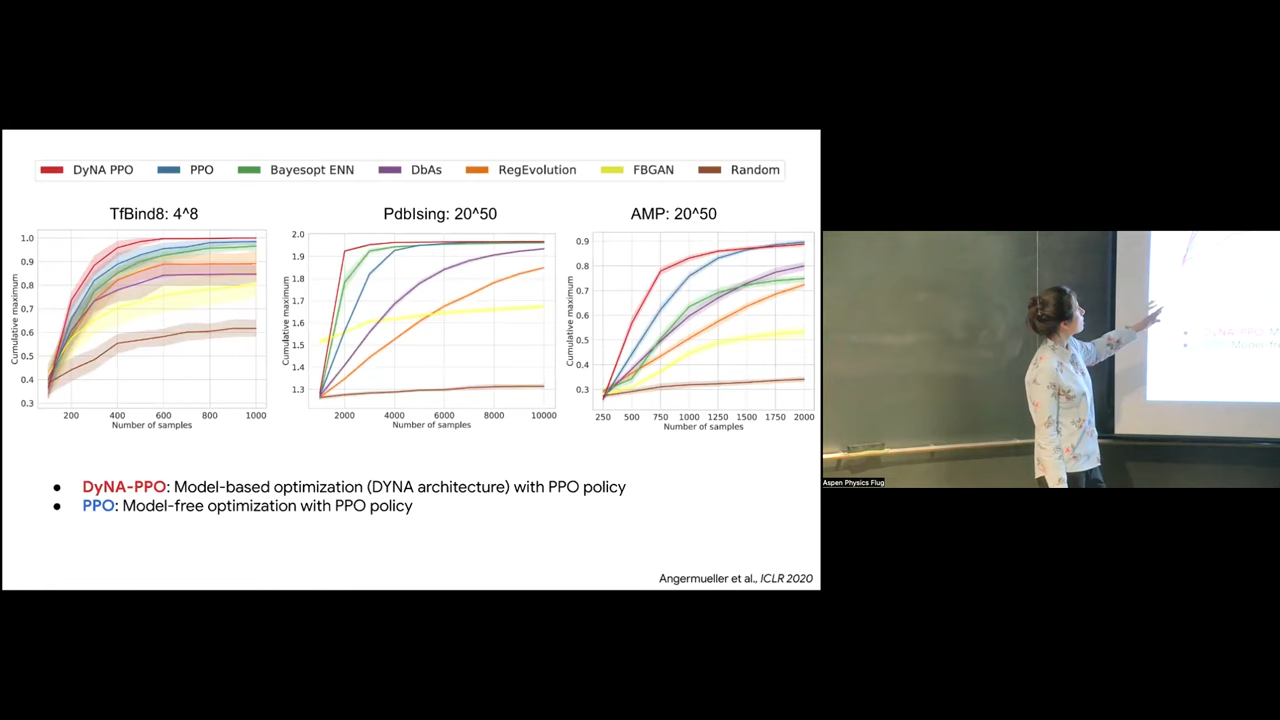 DyNA PPO PPO Bayesopt ENN DbAs RegEvolution FBGAN Random
TfBind8: 4^8
Cumulative maximum
1.0
0.9
0.8
0.7
0.6
0.5
0.4
0.3
200 400 600 800 1000
Number of samples
PdbIsing: 20^50
Cumulative maximum
2.0
1.9
1.8
1.7
1.6
1.5
1.4
1.3
2000 4000 6000 8000 10000
Number of samples
AMP: 20^50
Cumulative maximum
0.9
0.8
0.7
0.6
0.5
0.4
0.3
250 500 750 1000 1250 1500 1750 2000
Number of samples
● DyNA-PPO: Model-based optimization (DYNA architecture) with PPO policy
● PPO: Model-free optimization with PPO policy
Angermueller et al., ICLR 2020
Aspen Physics Flug